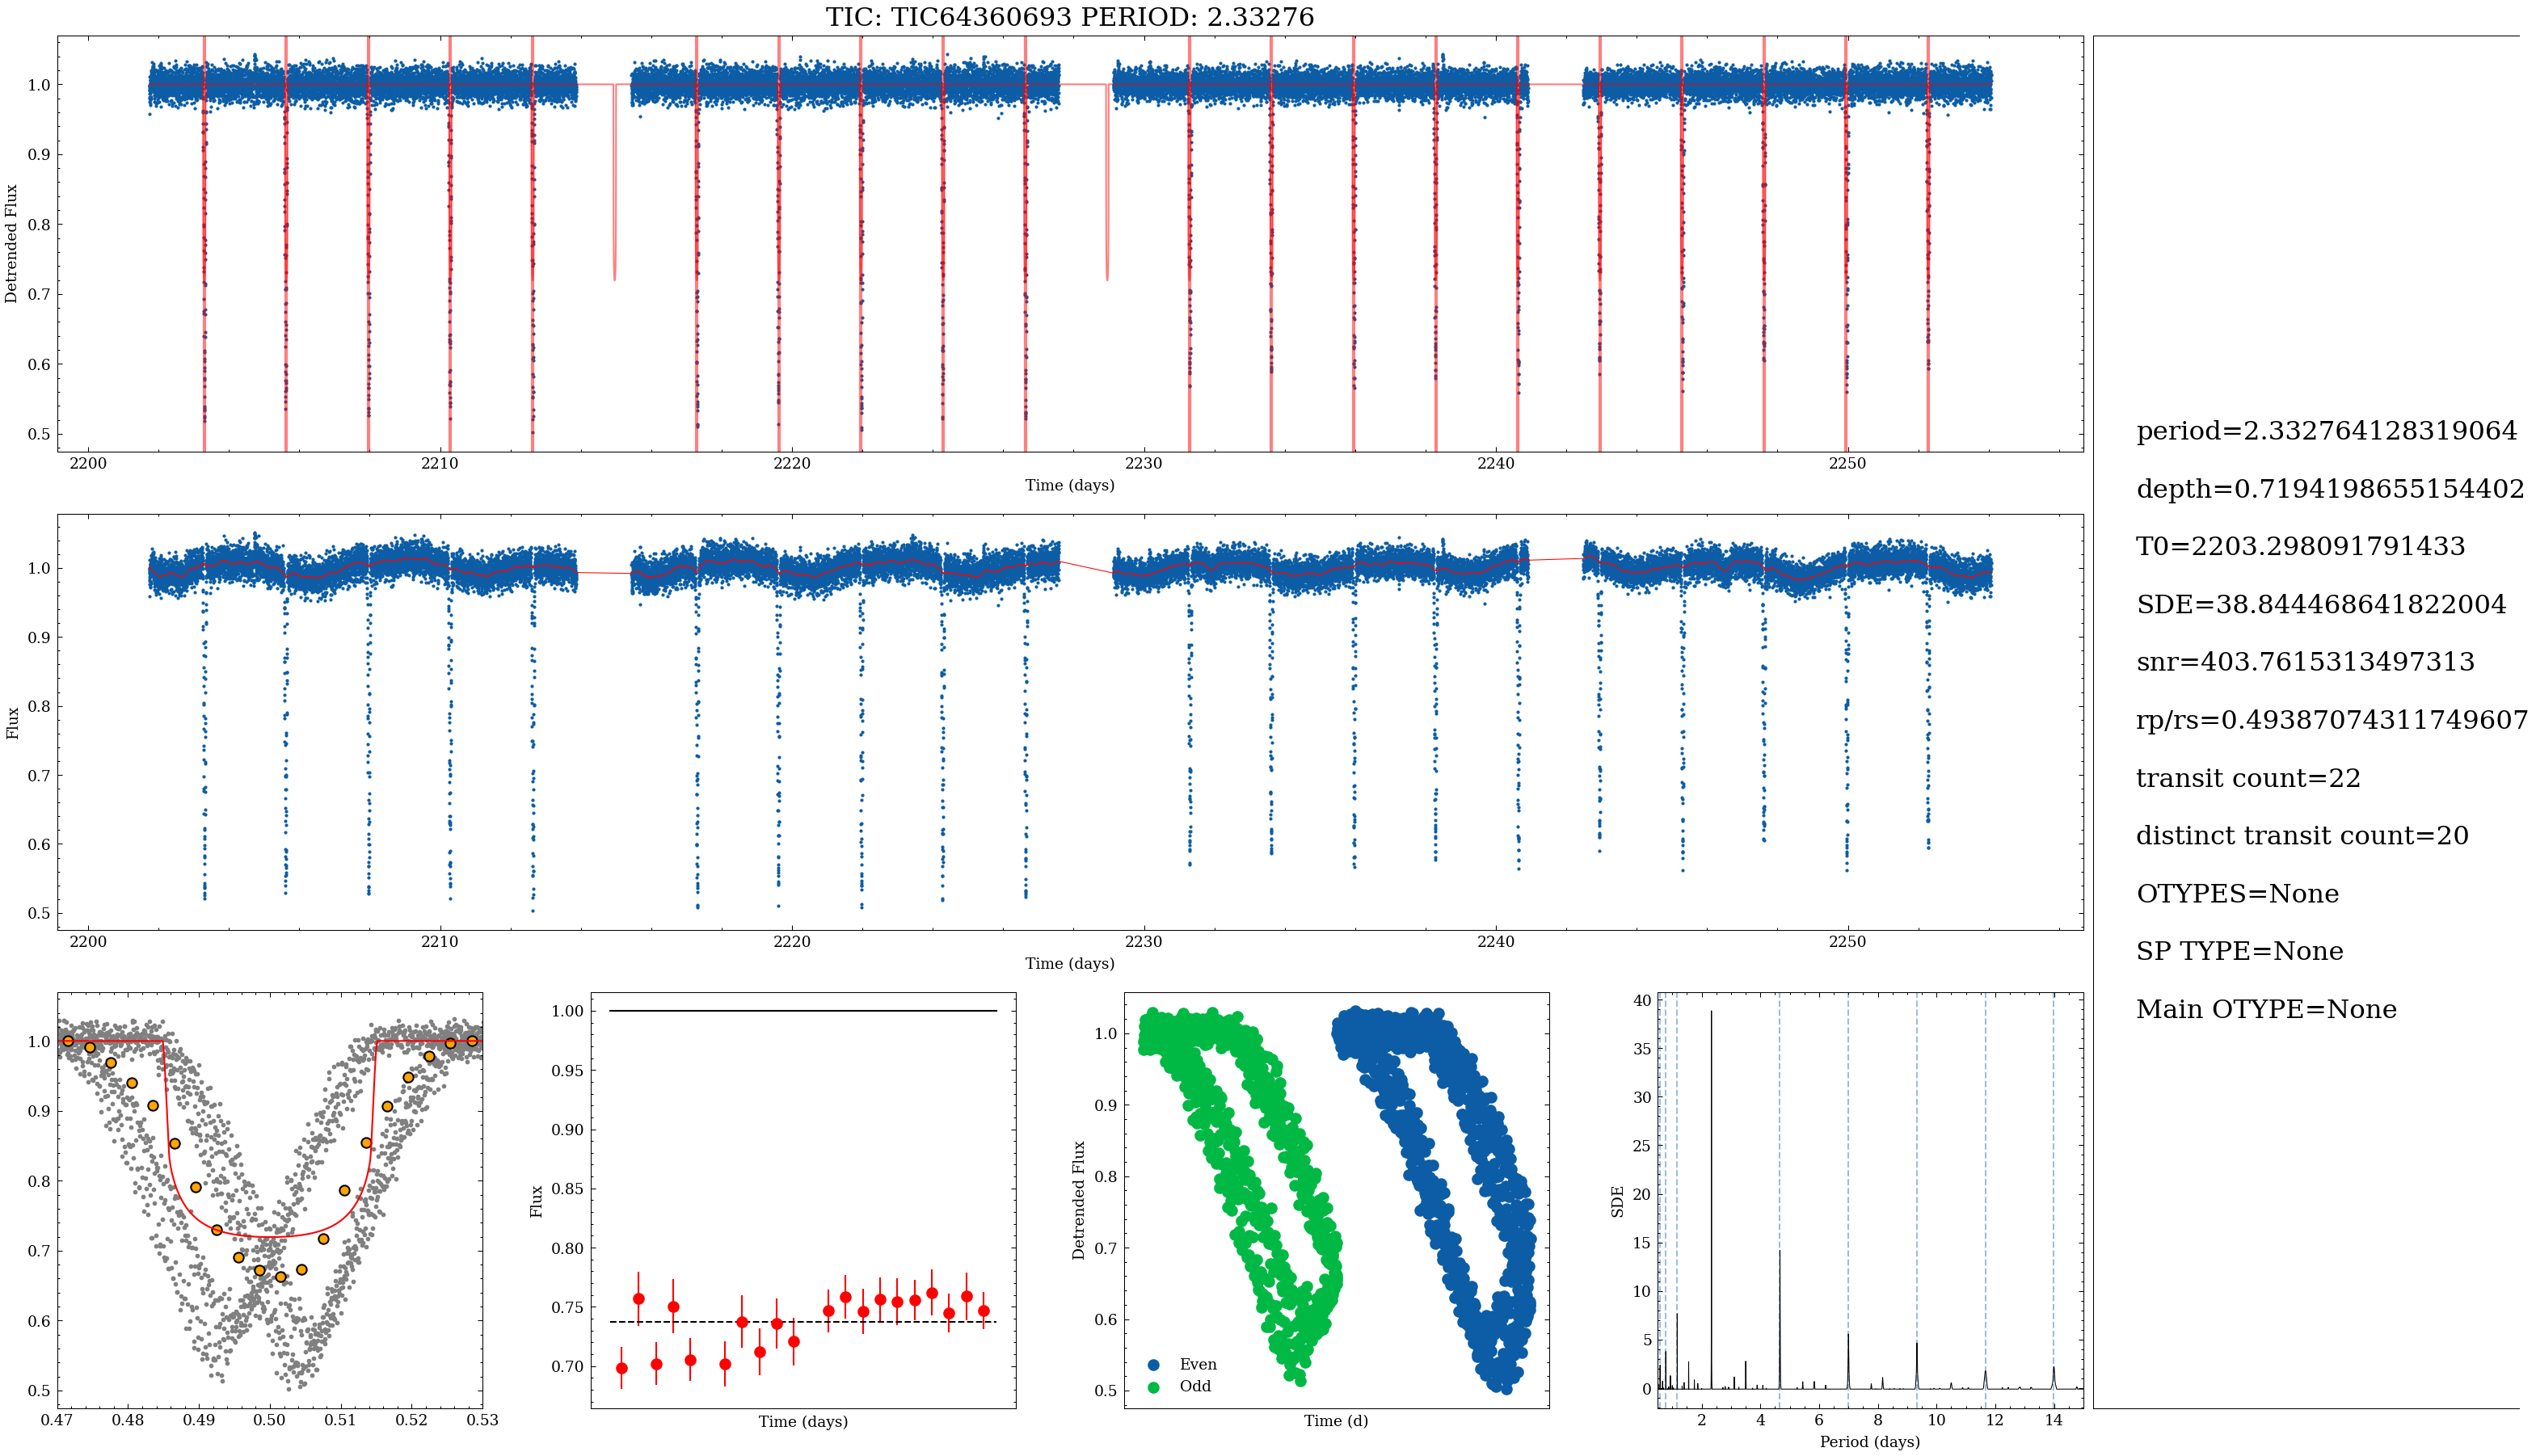 TIC: TIC64360693 PERIOD: 2.33276
1.0
0.9
0.8
0.7
0.6
0.5
Detrended Flux
2200
2210
2220
2230
2240
2250
Time (days)
1.0
0.9
0.8
0.7
0.6
0.5
Flux
2200
2210
2220
2230
2240
2250
Time (days)
1.0
0.9
0.8
0.7
0.6
0.5
0.47
0.48
0.49
0.50
0.51
0.52
0.53
1.00
0.95
0.90
0.85
0.80
0.75
0.70
Flux
Time (days)
1.0
0.9
0.8
0.7
0.6
0.5
Detrended Flux
Even
Odd
Time (d)
40
35
30
25
20
15
10
5
0
SDE
2
4
6
8
10
12
14
Period (days)
period=2.332764128319064
depth=0.7194198655154402
T0=2203.298091791433
SDE=38.844468641822004
snr=403.7615313497313
rp/rs=0.49387074311749607
transit count=22
distinct transit count=20
OTYPES=None
SP TYPE=None
Main OTYPE=None